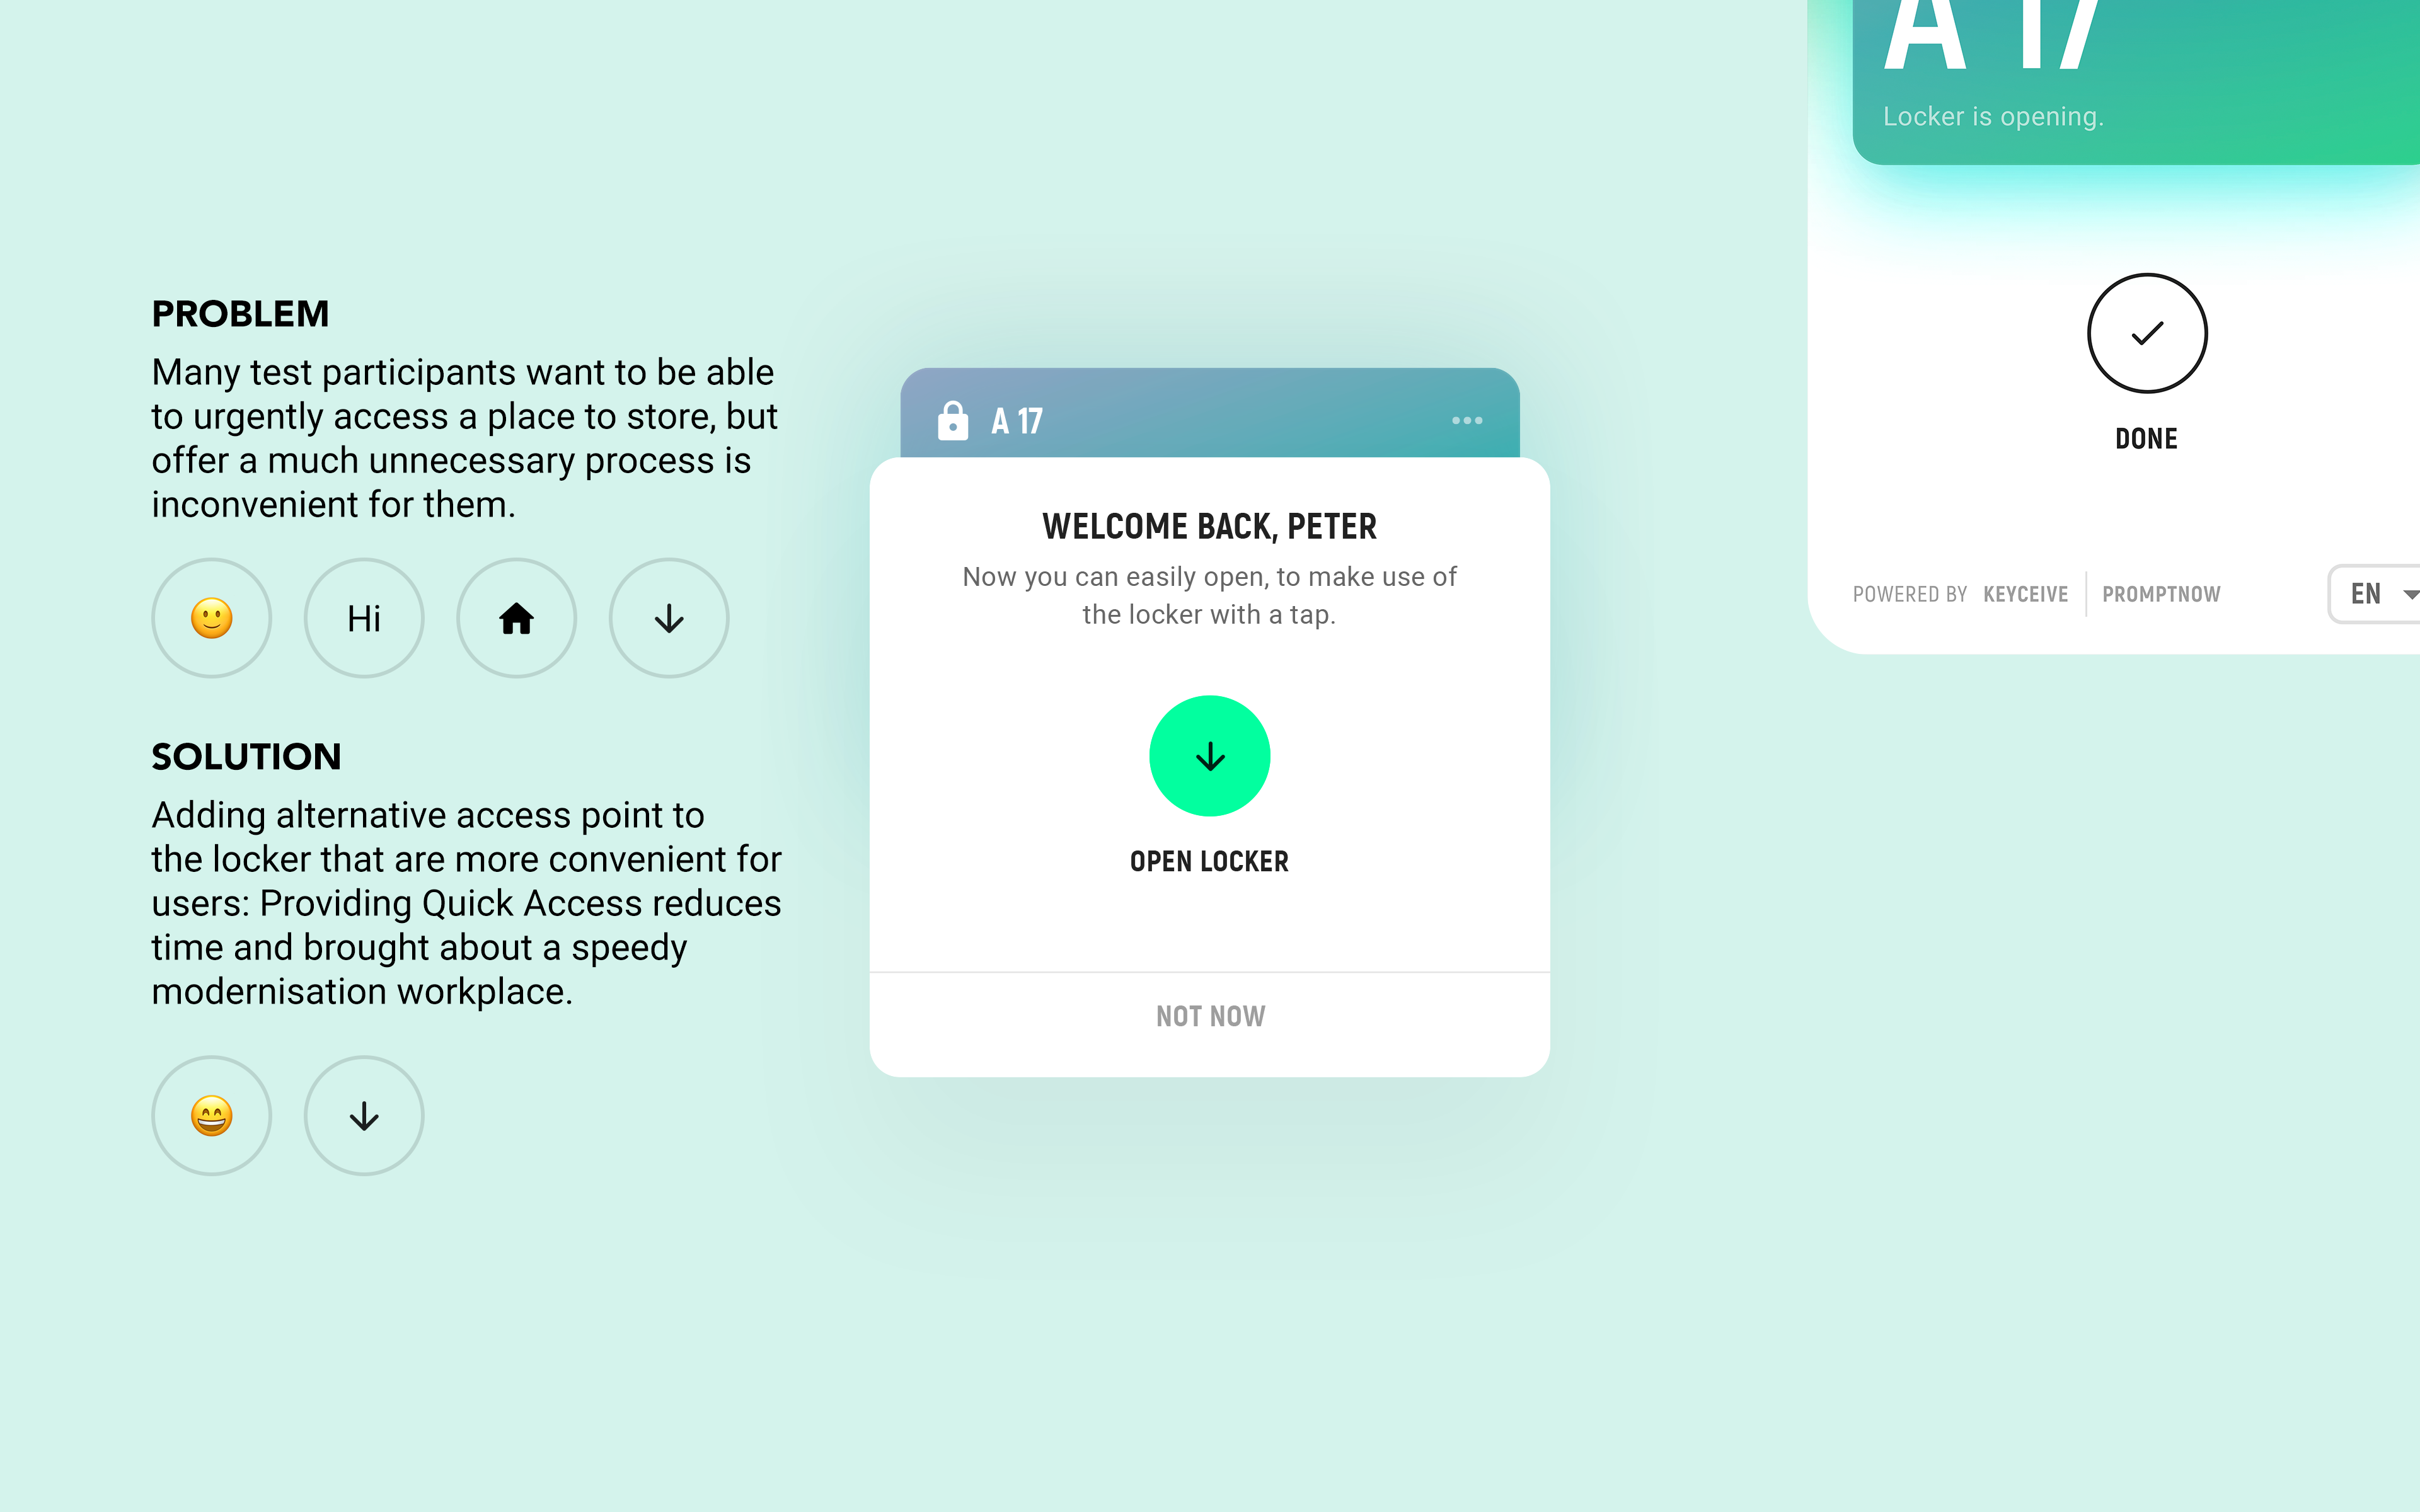 PROBLEM
Many test participants want to be able
to urgently access a place to store, but
offer a much unnecessary process is
inconvenient for them.
Hi
SOLUTION
Adding alternative access point to
the locker that are more convenient for
users: Providing Quick Access reduces
time and brought about a speedy
modernisation workplace.
A 17
WELCOME BACK, PETER
Now you can easily open, to make use of
the locker with a tap.
OPEN LOCKER
NOT NOW
A 17
Locker is opening.
DONE
POWERED BY KEYCEIVE PROMPTNOW
EN